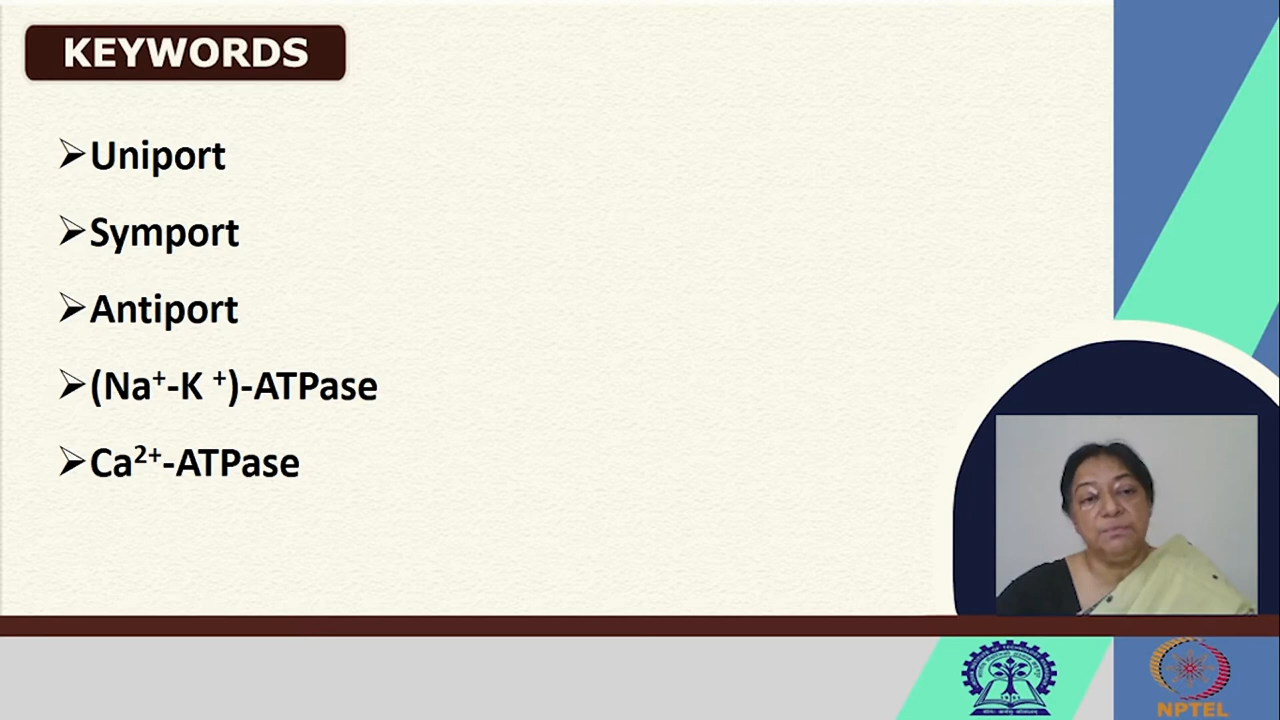 KEYWORDS
➢Uniport
➢Symport
➢Antiport
➢(Na⁺-K ⁺)-ATPase
➢Ca²⁺-ATPase
NPTEL